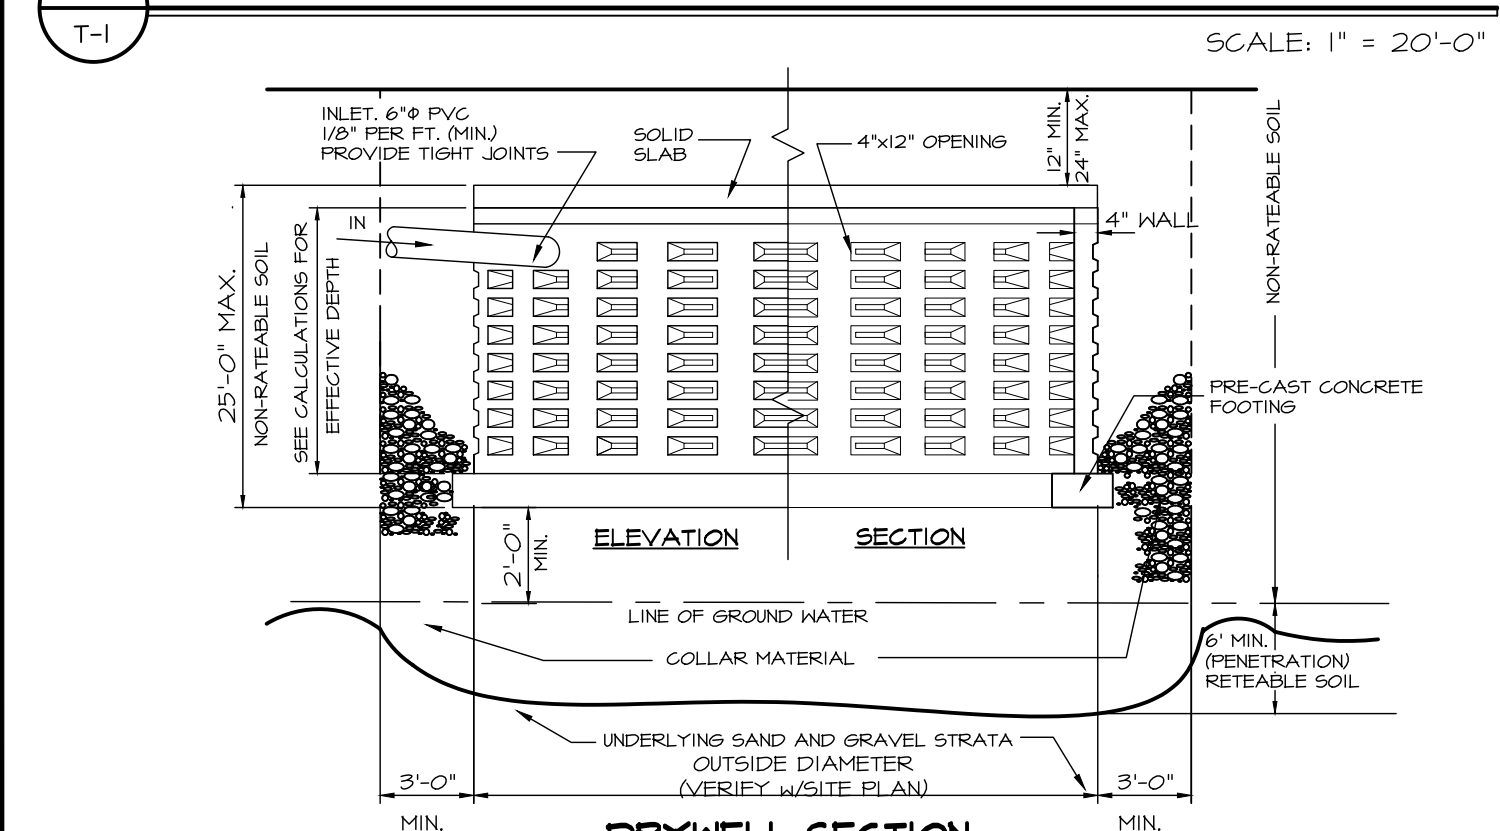 T-1
SCALE: 1" = 20'-0"
INLET. 6"Φ PVC
1/8" PER FT. (MIN.)
PROVIDE TIGHT JOINTS
SOLID
SLAB
4"x12" OPENING
12" MIN.
24" MAX.
NON-RATEABLE SOIL
IN
4" WALL
25'-0" MAX.
NON-RATEABLE SOIL
SEE CALCULATIONS FOR
EFFECTIVE DEPTH
PRE-CAST CONCRETE
FOOTING
ELEVATION
SECTION
2'-0"
MIN.
LINE OF GROUND WATER
COLLAR MATERIAL
6' MIN.
(PENETRATION)
RETEABLE SOIL
UNDERLYING SAND AND GRAVEL STRATA
OUTSIDE DIAMETER
(VERIFY W/SITE PLAN)
3'-0"
MIN.
3'-0"
MIN.
DRYWELL SECTION